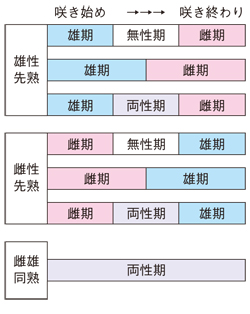 咲き始め →→→ 咲き終わり
雄性先熟
雄期 無性期 雌期
雄期 雌期
雄期 両性期 雌期
雌性先熟
雌期 無性期 雄期
雌期 雄期
雌期 両性期 雄期
雌雄同熟
両性期